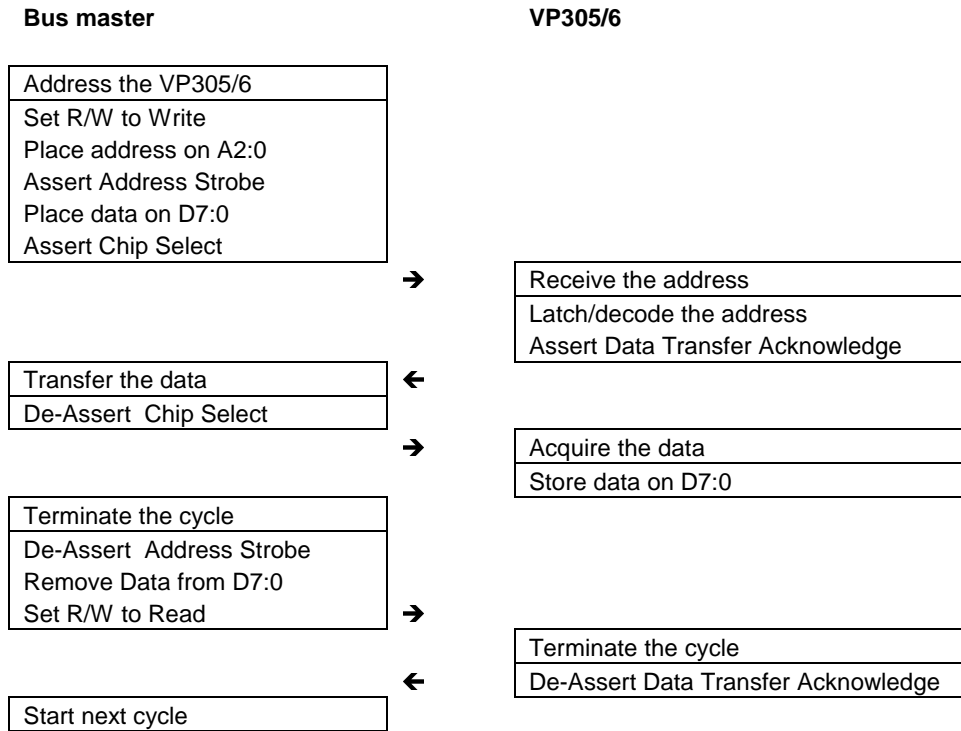 Bus master
VP305/6
Address the VP305/6
Set R/W to Write
Place address on A2:0
Assert Address Strobe
Place data on D7:0
Assert Chip Select
➔ Receive the address
Latch/decode the address
Assert Data Transfer Acknowledge
Transfer the data ←
De-Assert Chip Select
➔ Acquire the data
Store data on D7:0
Terminate the cycle
De-Assert Address Strobe
Remove Data from D7:0
Set R/W to Read ➔
Terminate the cycle
← De-Assert Data Transfer Acknowledge
Start next cycle